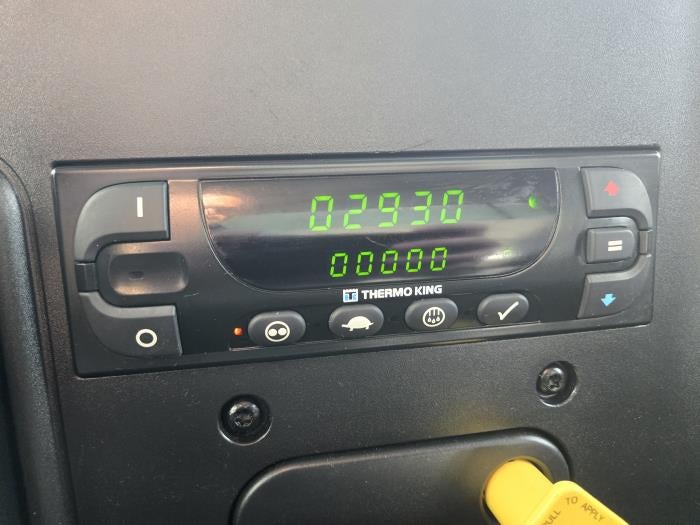 02930
00000
THERMO KING
PULL TO APPLY